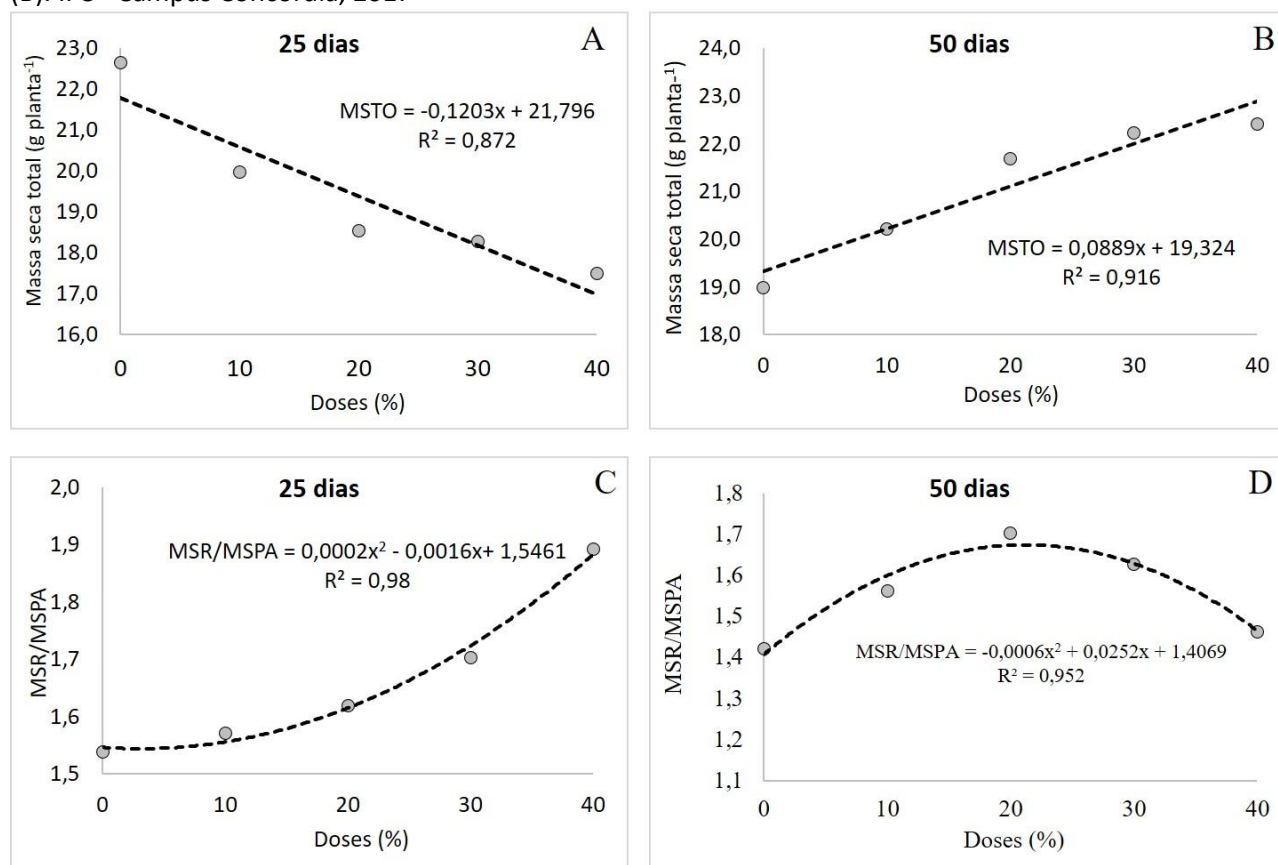 25 dias
A
Massa seca total (g planta⁻¹)
23,0
22,0
21,0
20,0
19,0
18,0
17,0
16,0
MSTO = -0,1203x + 21,796
R² = 0,872
0 10 20 30 40
Doses (%)
50 dias
B
Massa seca total (g planta-¹)
24,0
23,0
22,0
21,0
20,0
19,0
18,0
MSTO = 0,0889x + 19,324
R² = 0,916
0 10 20 30 40
Doses (%)
25 dias
C
MSR/MSPA
2,0
1,9
1,8
1,7
1,6
1,5
MSR/MSPA = 0,0002x² - 0,0016x+ 1,5461
R² = 0,98
0 10 20 30 40
Doses (%)
50 dias
D
MSR/MSPA
1,8
1,7
1,6
1,5
1,4
1,3
1,2
1,1
MSR/MSPA = -0,0006x² + 0,0252x + 1,4069
R² = 0,952
0 10 20 30 40
Doses (%)